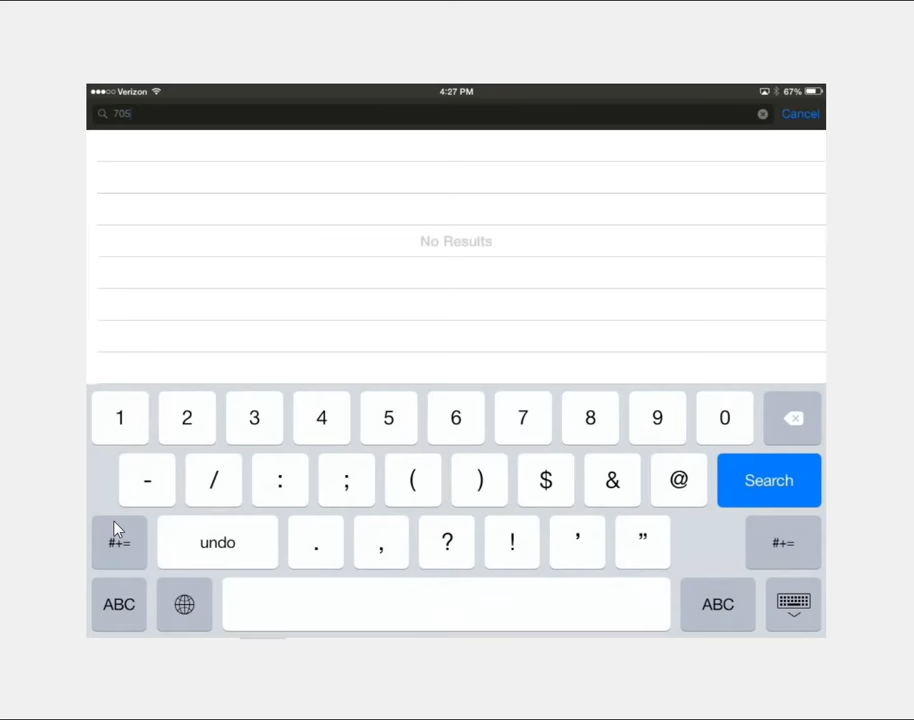 Verizon 4:27 PM 67%
705 Cancel
No Results
1 2 3 4 5 6 7 8 9 0
- / : ; ( ) $ & @ Search
#+= undo . , ? ! ’ ” #+=
ABC ABC